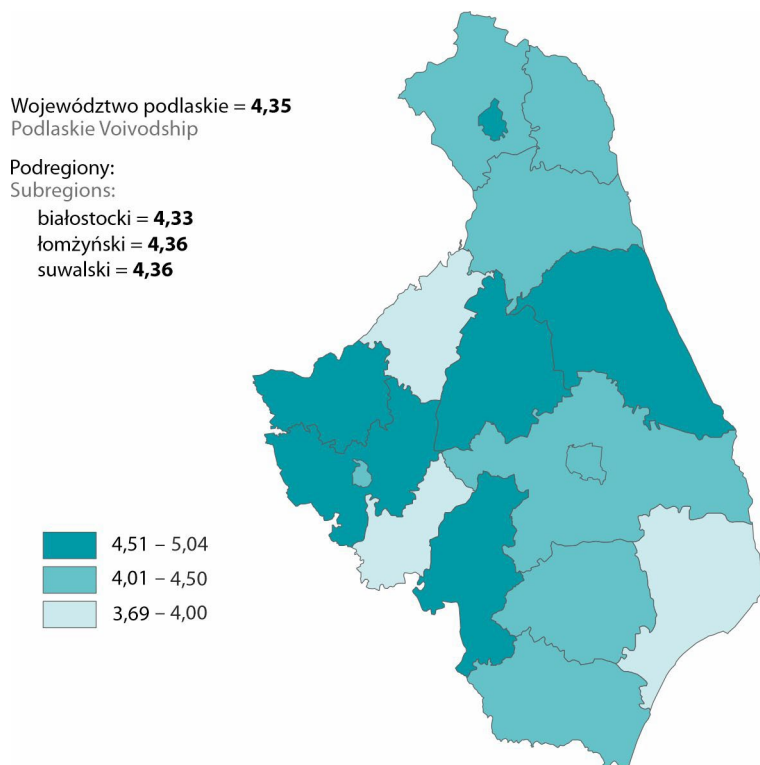 Województwo podlaskie = 4,35
Podlaskie Voivodship
Podregiony:
Subregions:
białostocki = 4,33
łomżyński = 4,36
suwalski = 4,36
4,51 – 5,04
4,01 – 4,50
3,69 – 4,00